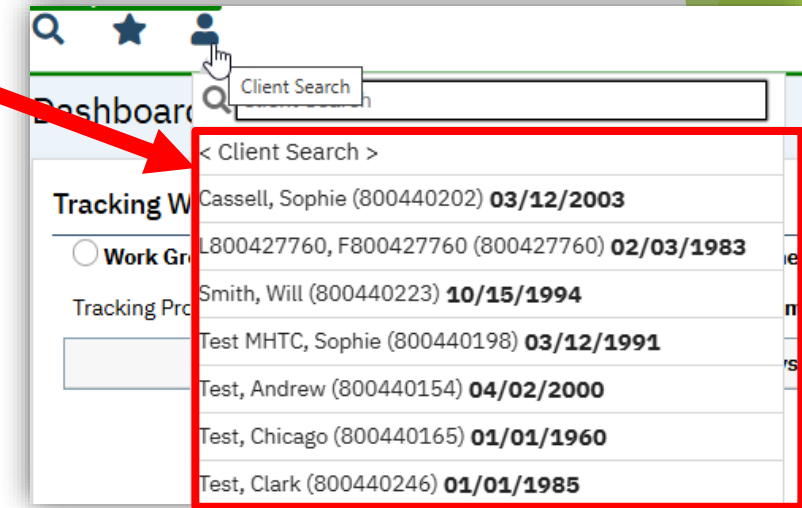 Client Search
Dashboard
< Client Search >
Cassell, Sophie (800440202) 03/12/2003
Tracking W
L800427760, F800427760 (800427760) 02/03/1983
Work Gr
Smith, Will (800440223) 10/15/1994
Tracking Pro
Test MHTC, Sophie (800440198) 03/12/1991
Test, Andrew (800440154) 04/02/2000
Test, Chicago (800440165) 01/01/1960
Test, Clark (800440246) 01/01/1985